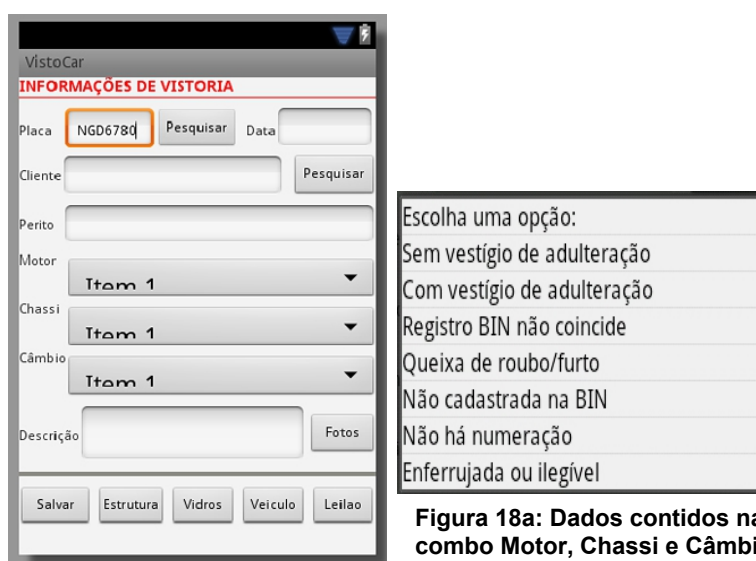 VistoCar
INFORMAÇÕES DE VISTORIA
Placa NGD6780 Pesquisar Data
Cliente Pesquisar
Perito
Motor
Item 1
Chassi
Item 1
Câmbio
Item 1
Descrição Fotos
Salvar Estrutura Vidros Veiculo Leilao
Escolha uma opção:
Sem vestígio de adulteração
Com vestígio de adulteração
Registro BIN não coincide
Queixa de roubo/furto
Não cadastrada na BIN
Não há numeração
Enferrujada ou ilegível
Figura 18a: Dados contidos na
combo Motor, Chassi e Câmbi